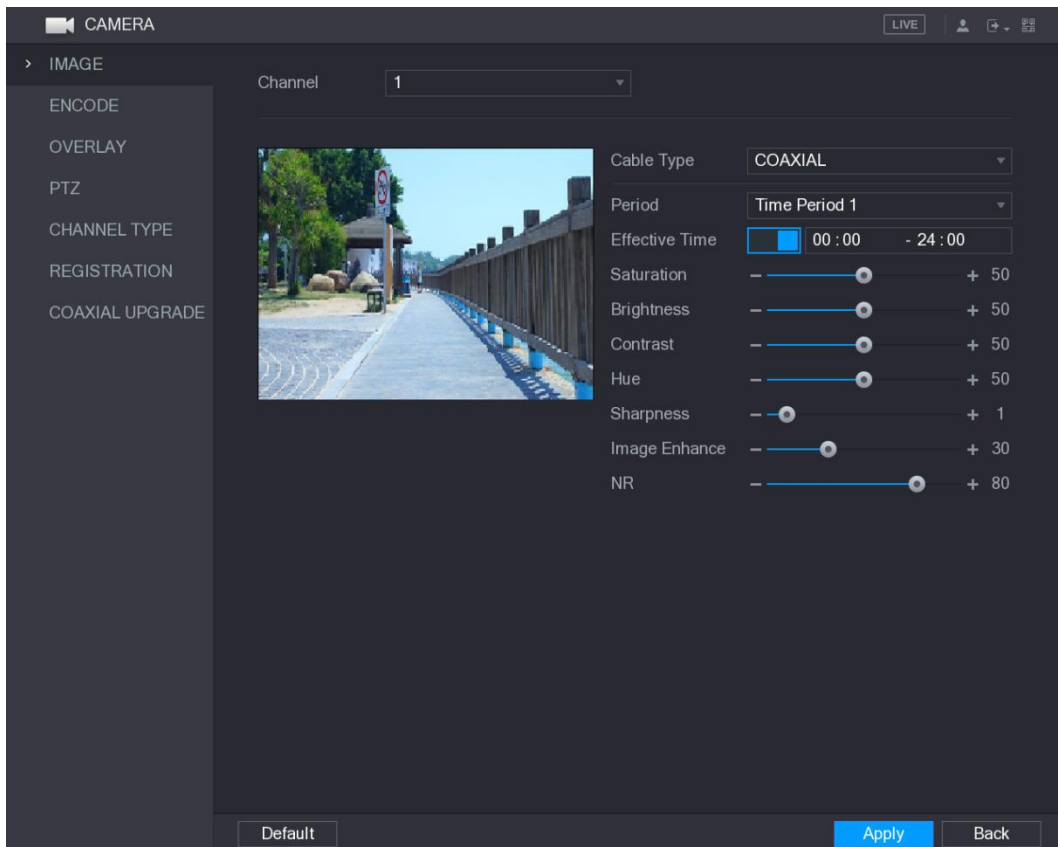 CAMERA
LIVE
IMAGE
ENCODE
OVERLAY
PTZ
CHANNEL TYPE
REGISTRATION
COAXIAL UPGRADE
Channel 1
Cable Type COAXIAL
Period Time Period 1
Effective Time 00 : 00 - 24 : 00
Saturation 50
Brightness 50
Contrast 50
Hue 50
Sharpness 1
Image Enhance 30
NR 80
Default Apply Back